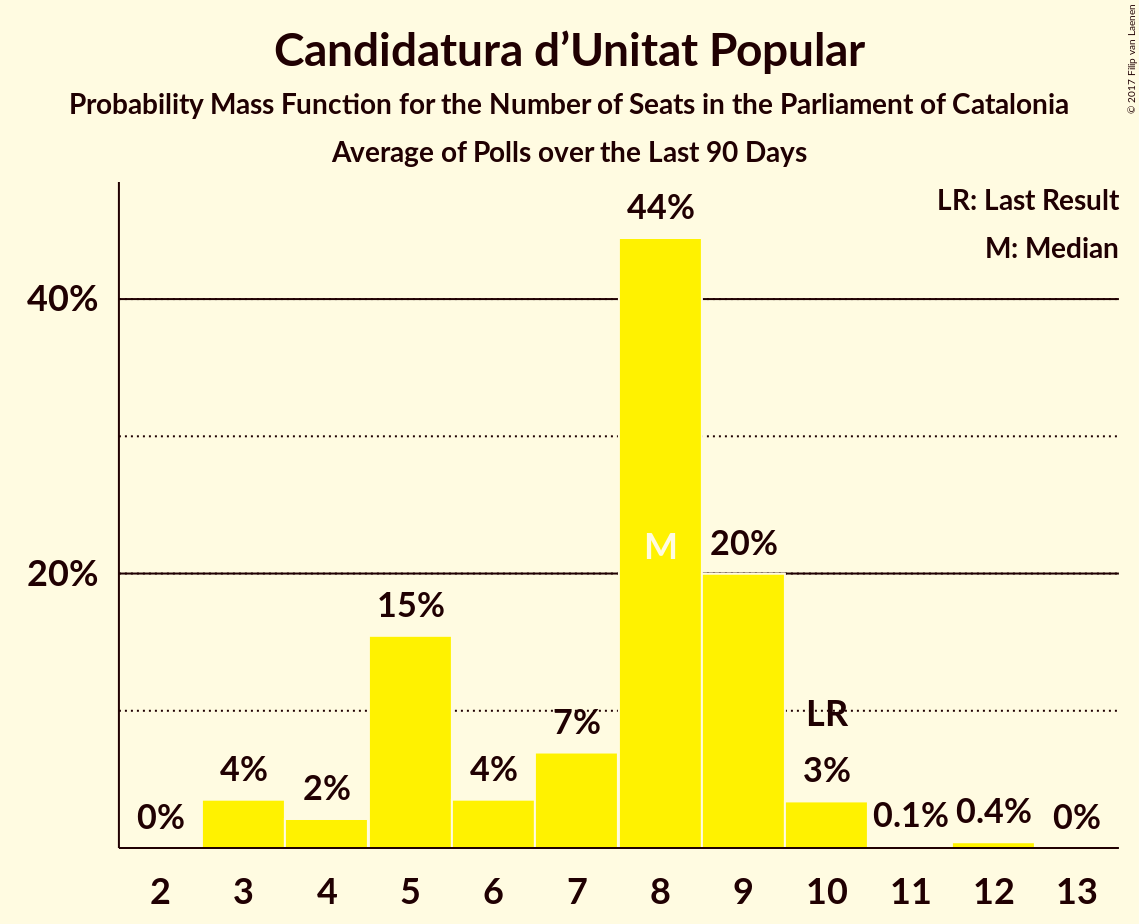 Candidatura d’Unitat Popular
Probability Mass Function for the Number of Seats in the Parliament of Catalonia
Average of Polls over the Last 90 Days
© 2017 Filip van Laenen
LR: Last Result
M: Median
44%
40%
M
20%
20%
15%
LR
7%
4%
2%
4%
3%
0%
0.1%
0.4%
0%
2 3 4 5 6 7 8 9 10 11 12 13